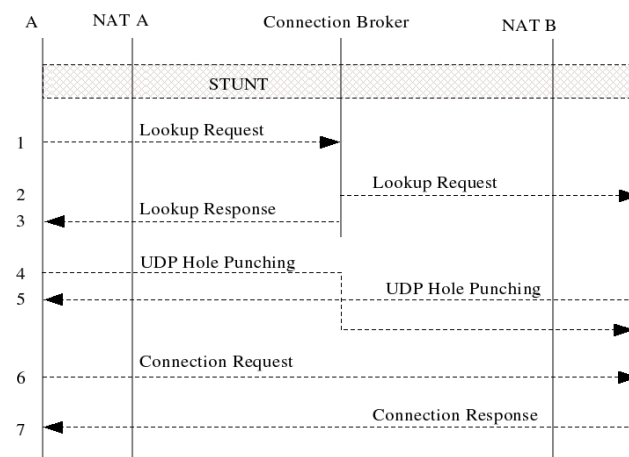 A NAT A Connection Broker NAT B
STUNT
Lookup Request
1
2 Lookup Request
Lookup Response
3
4 UDP Hole Punching
5 UDP Hole Punching
Connection Request
6
Connection Response
7